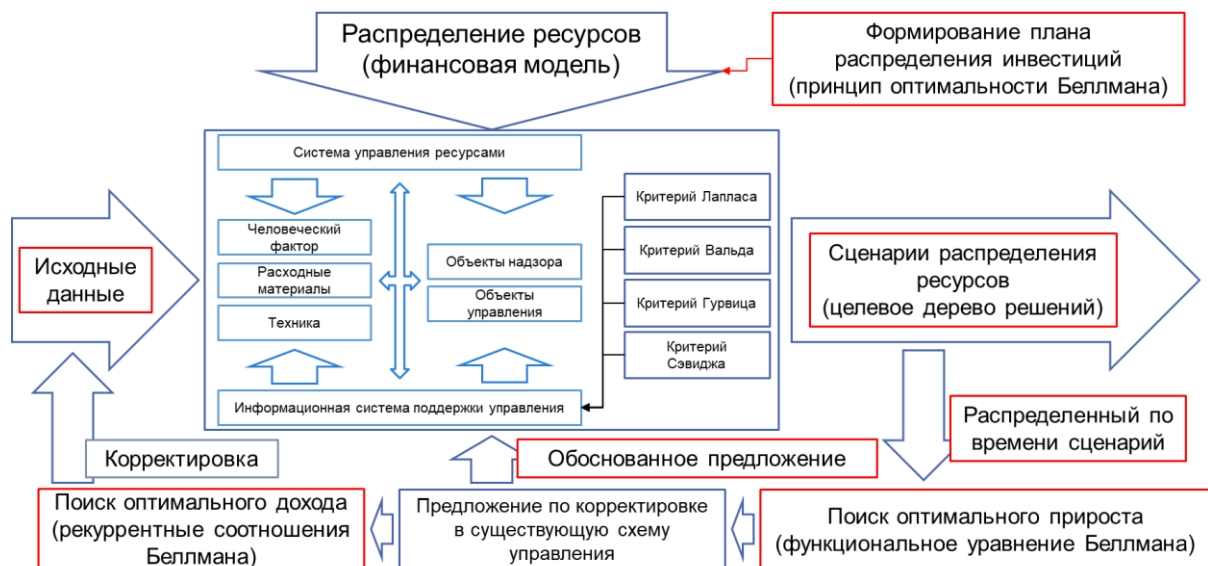 Распределение ресурсов
(финансовая модель)
Формирование плана
распределения инвестиций
(принцип оптимальности Беллмана)
Система управления ресурсами
Человеческий
фактор
Расходные
материалы
Техника
Объекты надзора
Объекты
управления
Информационная система поддержки управления
Критерий Лапласа
Критерий Вальда
Критерий Гурвица
Критерий
Сэвиджа
Исходные
данные
Сценарии распределения
ресурсов
(целевое дерево решений)
Распределенный по
времени сценарий
Корректировка
Обоснованное предложение
Поиск оптимального дохода
(рекуррентные соотношения
Беллмана)
Предложение по корректировке
в существующую схему
управления
Поиск оптимального прироста
(функциональное уравнение Беллмана)